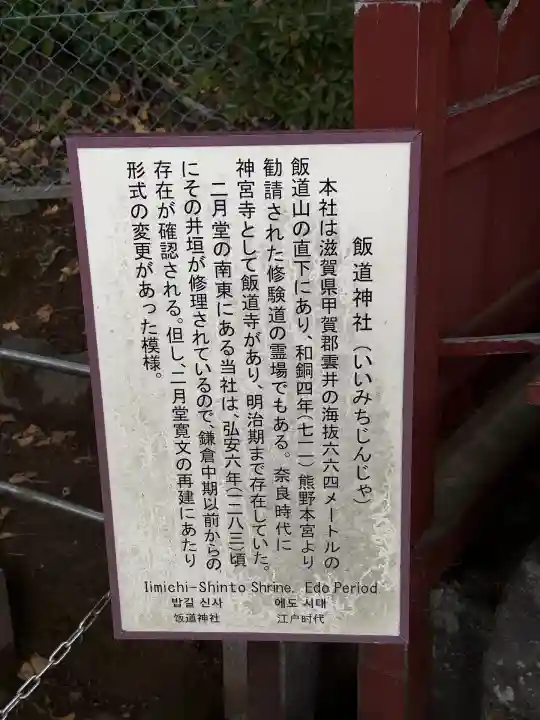 飯道神社（いいみちじんじゃ）
本社は滋賀県甲賀郡雲井の海抜六六四メートルの
飯道山の直下にあり、和銅四年（七一一）熊野本宮より
勧請された修験道の霊場でもある。奈良時代に
神宮寺として飯道寺があり、明治期まで存在していた。
二月堂の南東にある当社は、弘安六年（一二八三）頃
にその井垣が修理されているので、鎌倉中期以前からの
存在が確認される。但し、二月堂寛文の再建にあたり
形式の変更があった模様。
Iimichi-Shinto Shrine. Edo Period
밥길 신사 에도 시대
饭道神社 江户时代